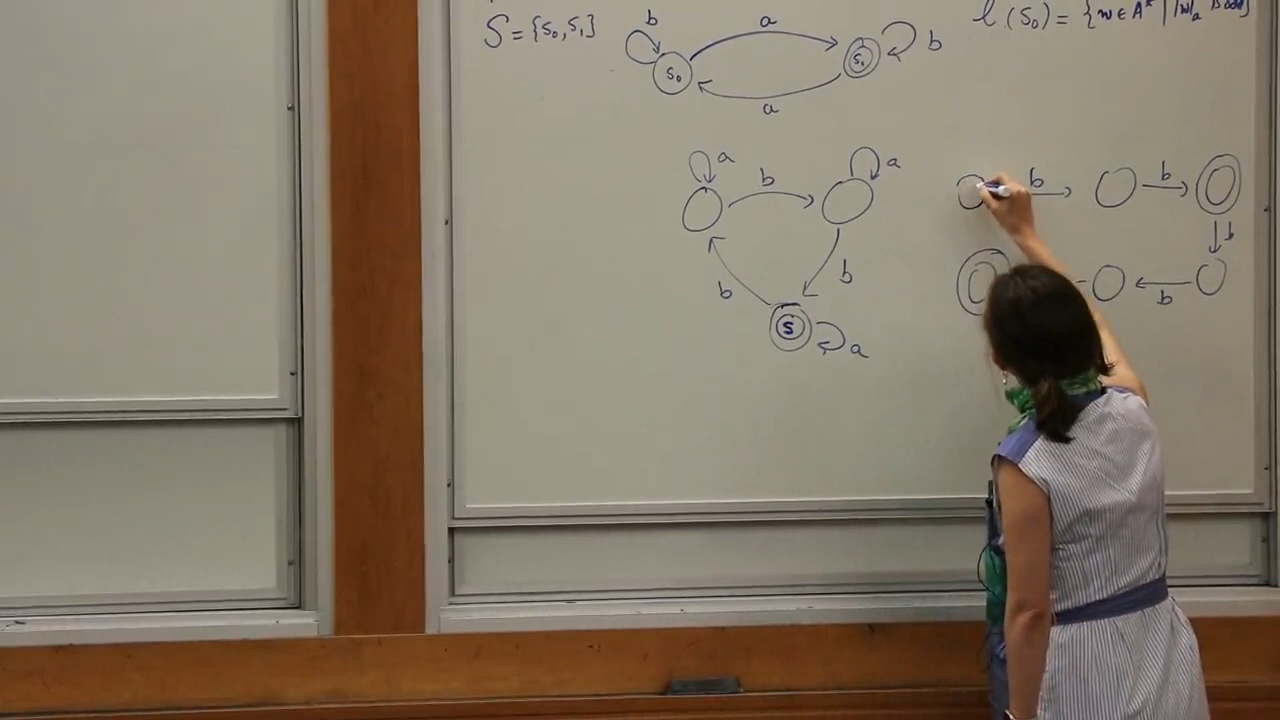 S = {S₀, S₁}
b
a
S₀
S₁
b
a
l(S₀) = {w ∈ A* | |w|ₐ is odd}
a
b
a
b
b
S
a
b
b
b
b